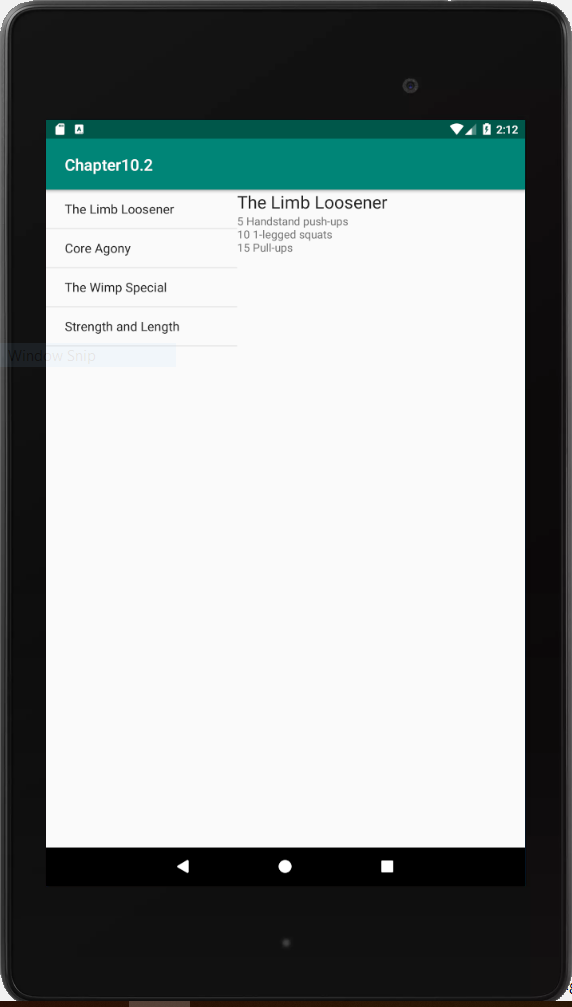 2:12
Chapter10.2
The Limb Loosener
Core Agony
The Wimp Special
Strength and Length
The Limb Loosener
5 Handstand push-ups
10 1-legged squats
15 Pull-ups
Window Snip